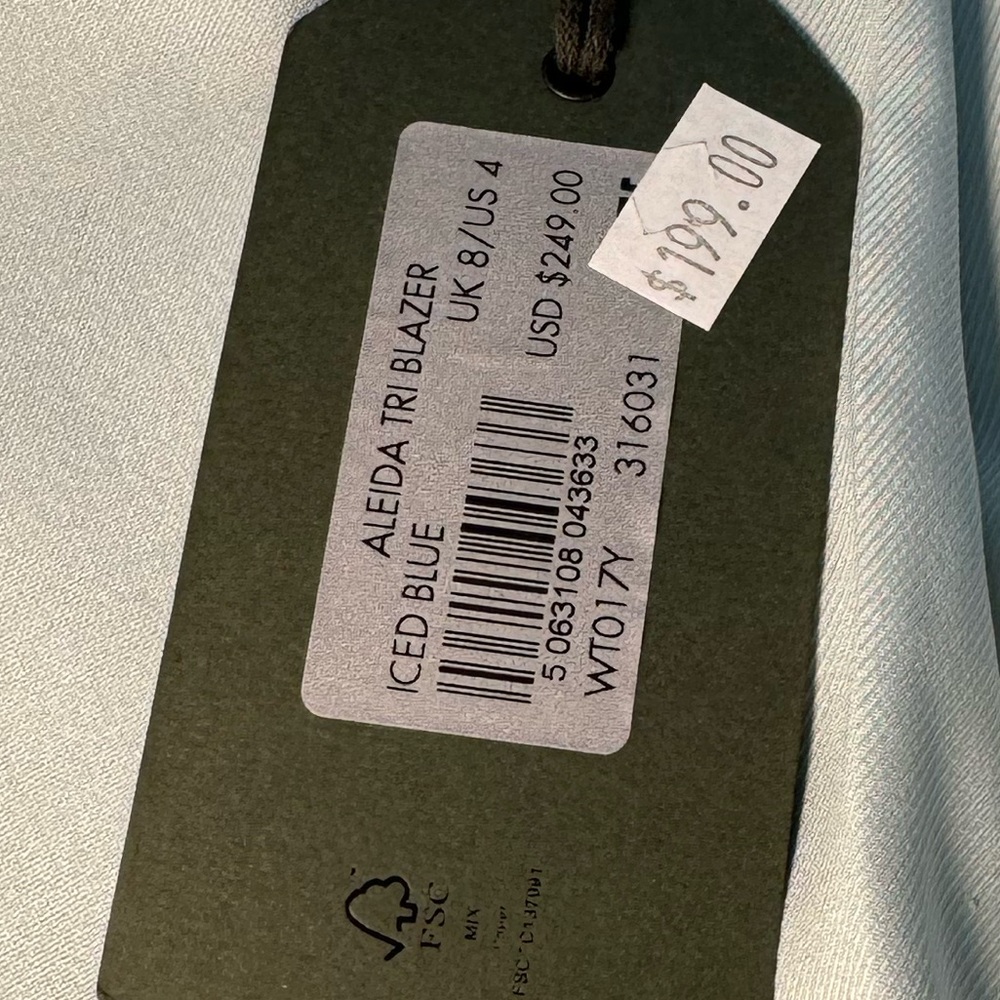 ALEIDA TRI BLAZER
ICED BLUE
UK 8/US 4
USD $249.00
5 063108 043633
WT017Y
316031
$199.00
FSC
MIX